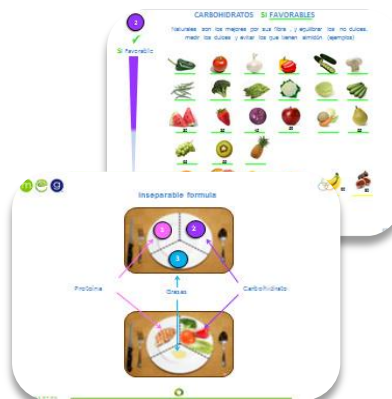 2
CARBOHIDRATOS SI FAVORABLES
Naturales son los mejores por sus fibra , y equilibrar los no dulces,
medir los dulces y evitar los que tienen almidón (ejemplos)
Si Favorable
n e g
Inseparable formula
1
2
3
Proteína
Grasas
Carbohidrato